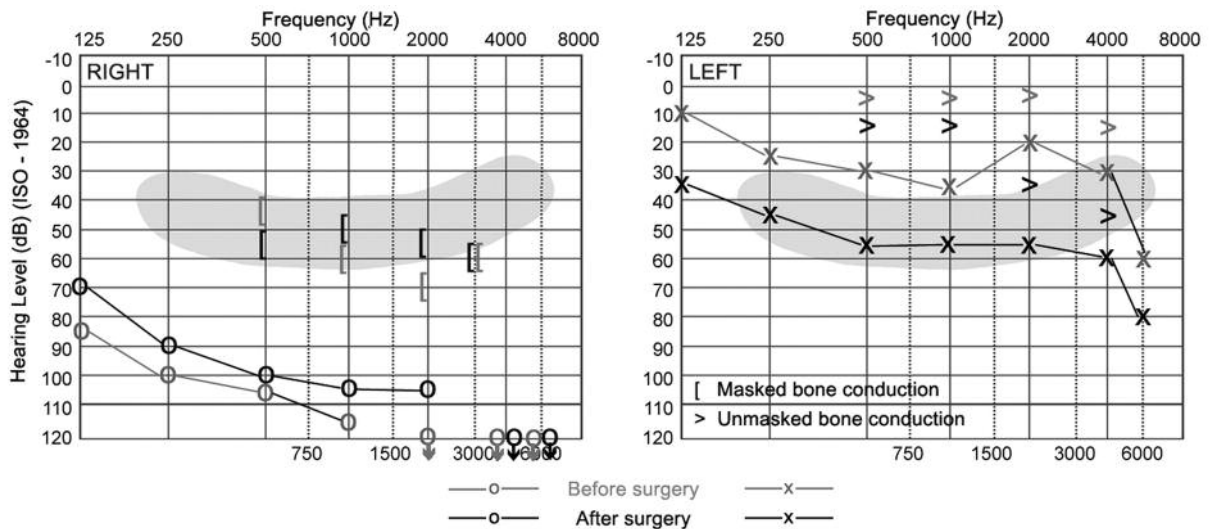 Frequency (Hz)
125 250 500 1000 2000 4000 8000
-10
0
10
20
30
40
50
60
70
80
90
100
110
120
RIGHT
Hearing Level (dB) (ISO - 1964)
750 1500 3000 6000
Frequency (Hz)
125 250 500 1000 2000 4000 8000
-10
0
10
20
30
40
50
60
70
80
90
100
110
120
LEFT
[ Masked bone conduction
> Unmasked bone conduction
750 1500 3000 6000
Before surgery
After surgery